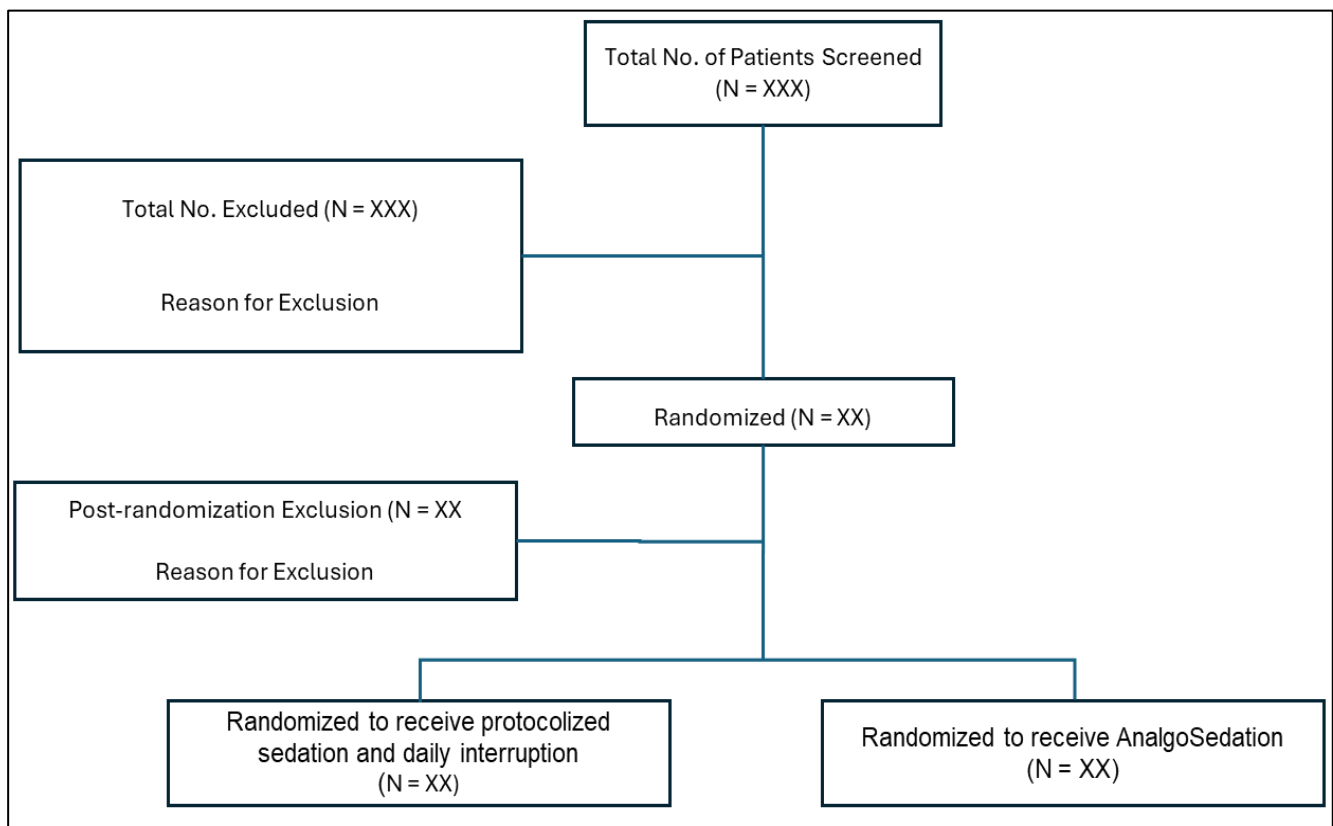 Total No. of Patients Screened
(N = XXX)
Total No. Excluded (N = XXX)
Reason for Exclusion
Randomized (N = XX)
Post-randomization Exclusion (N = XX
Reason for Exclusion
Randomized to receive protocolized
sedation and daily interruption
(N = XX)
Randomized to receive AnalgoSedation
(N = XX)